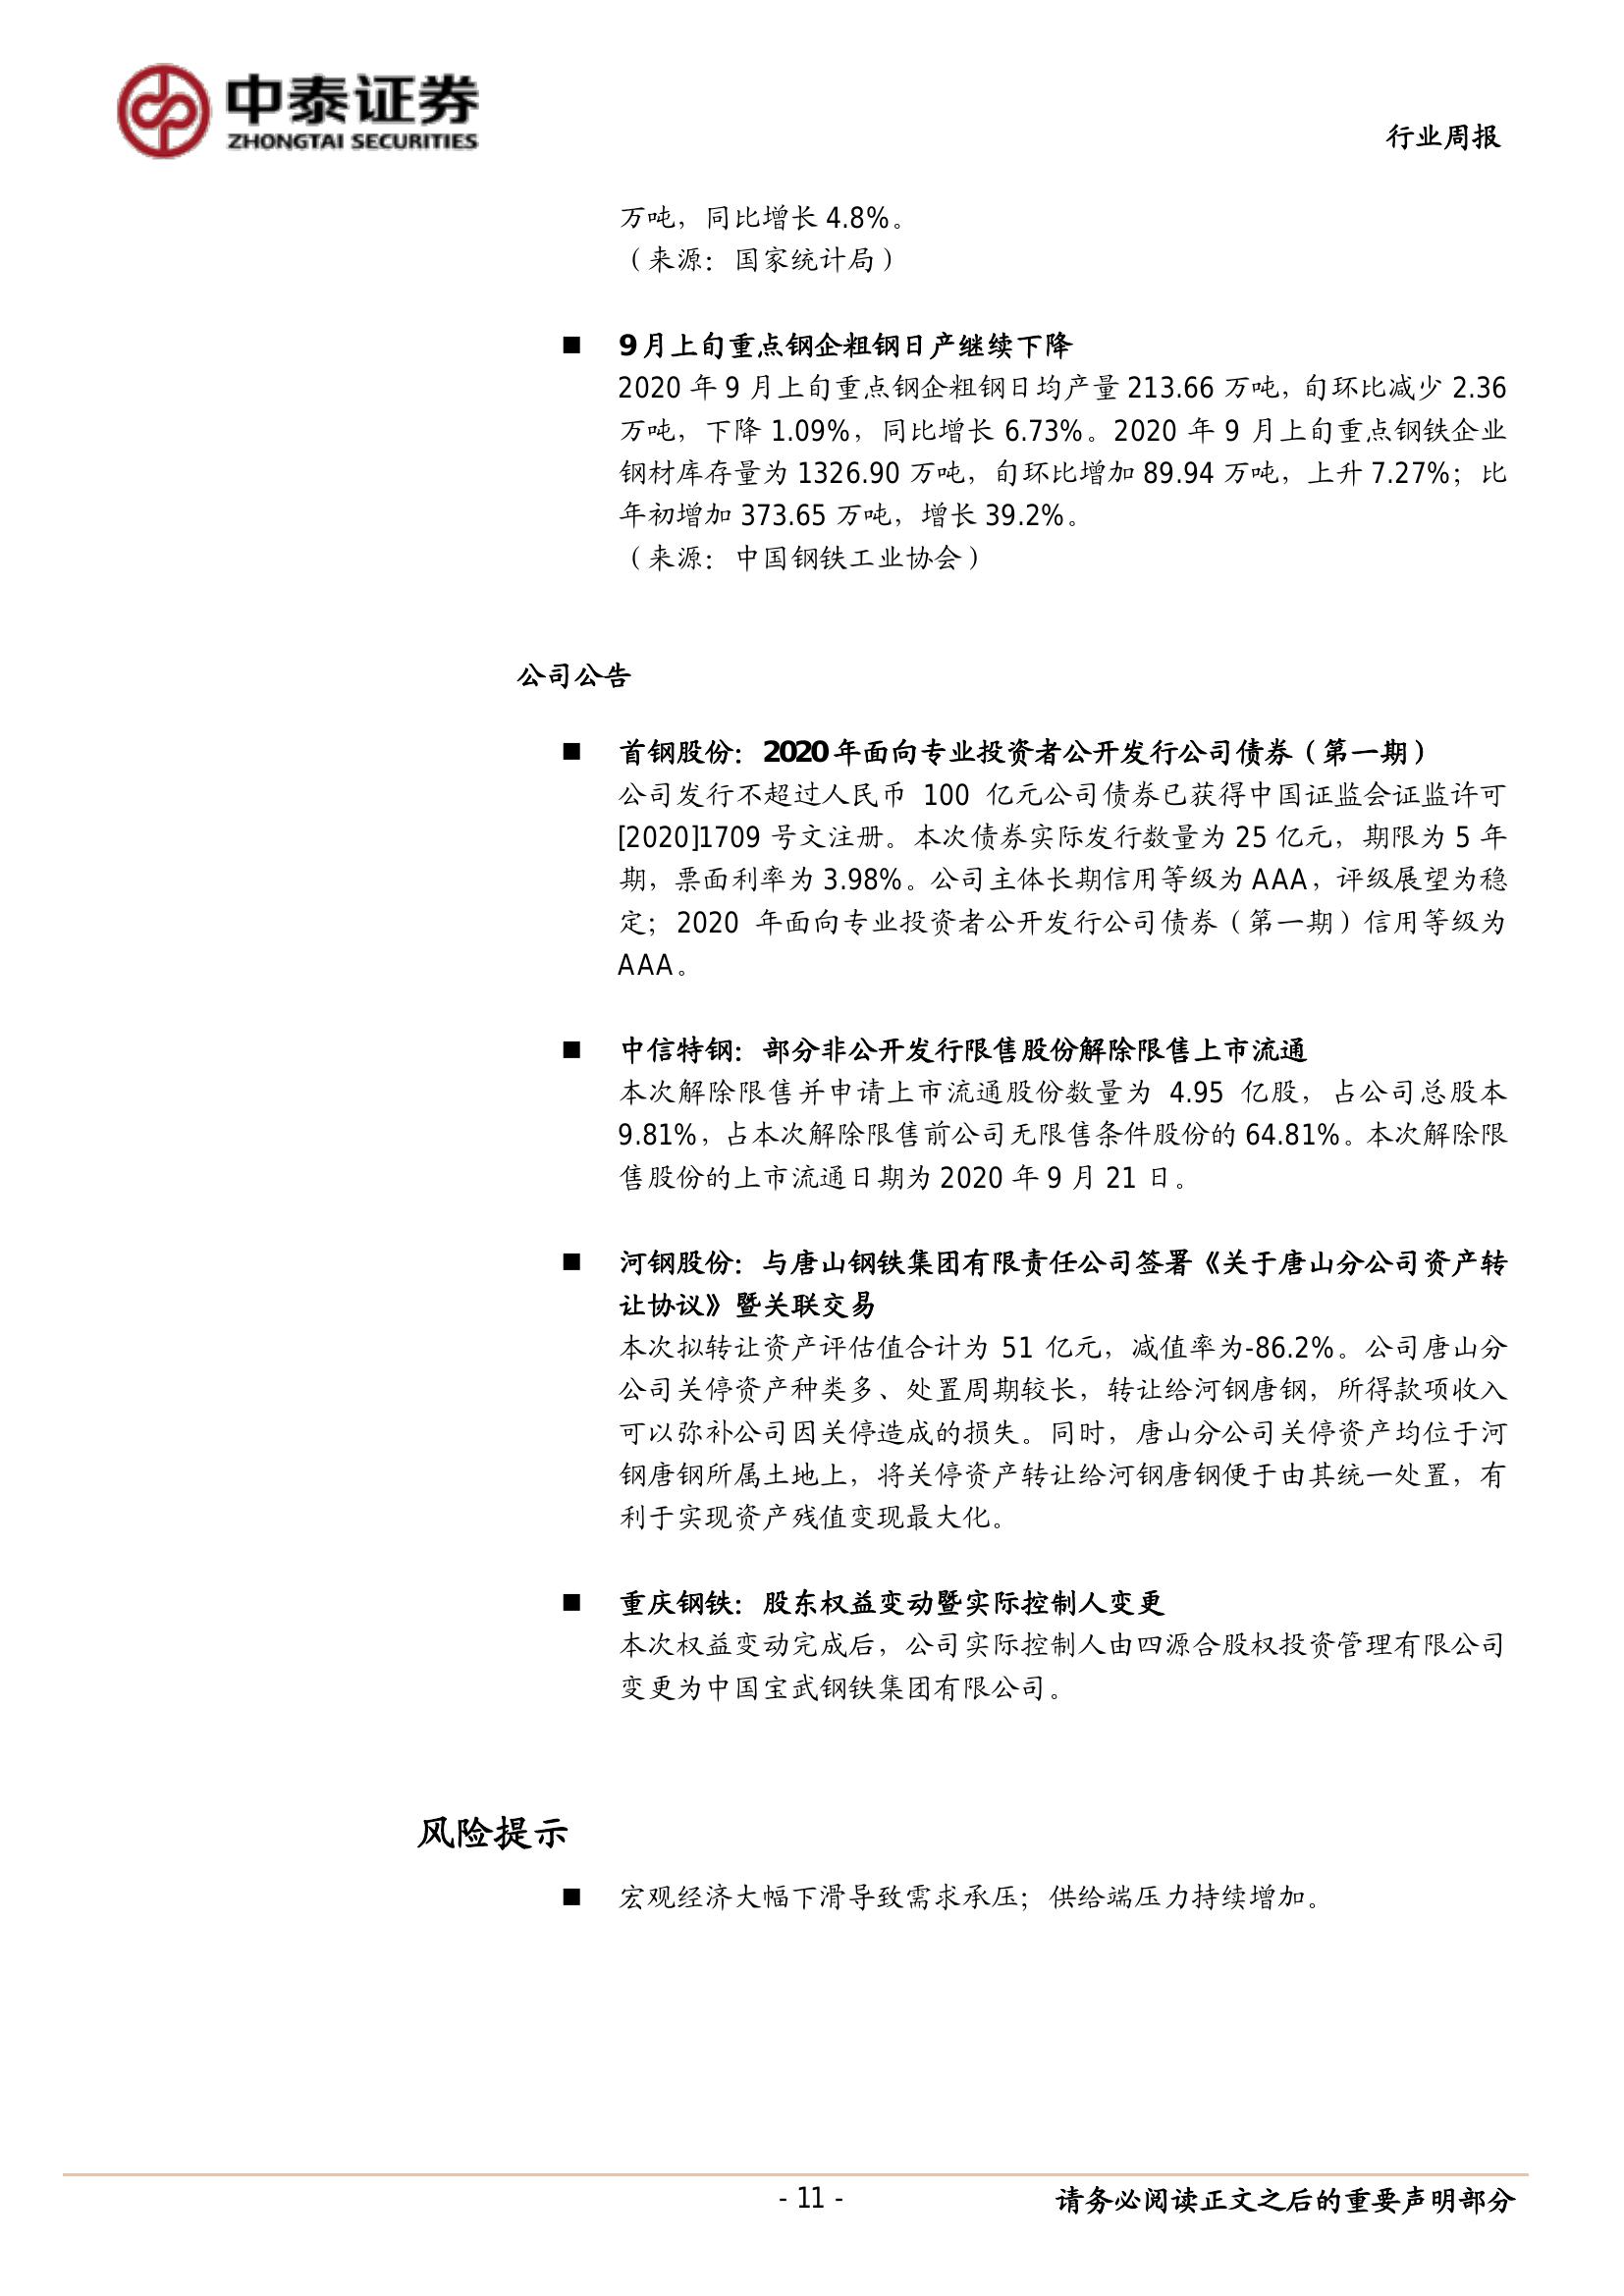 中泰证券
ZHONGTAI SECURITIES
行业周报
万吨，同比增长 4.8%。
（来源：国家统计局）
■ 9 月上旬重点钢企粗钢日产继续下降
2020 年 9 月上旬重点钢企粗钢日均产量 213.66 万吨，旬环比减少 2.36
万吨，下降 1.09%，同比增长 6.73%。2020 年 9 月上旬重点钢铁企业
钢材库存量为 1326.90 万吨，旬环比增加 89.94 万吨，上升 7.27%；比
年初增加 373.65 万吨，增长 39.2%。
（来源：中国钢铁工业协会）
公司公告
■ 首钢股份：2020 年面向专业投资者公开发行公司债券（第一期）
公司发行不超过人民币 100 亿元公司债券已获得中国证监会证监许可
[2020]1709 号文注册。本次债券实际发行数量为 25 亿元，期限为 5 年
期，票面利率为 3.98%。公司主体长期信用等级为 AAA，评级展望为稳
定；2020 年面向专业投资者公开发行公司债券（第一期）信用等级为
AAA。
■ 中信特钢：部分非公开发行限售股份解除限售上市流通
本次解除限售并申请上市流通股份数量为 4.95 亿股，占公司总股本
9.81%，占本次解除限售前公司无限售条件股份的 64.81%。本次解除限
售股份的上市流通日期为 2020 年 9 月 21 日。
■ 河钢股份：与唐山钢铁集团有限责任公司签署《关于唐山分公司资产转
让协议》暨关联交易
本次拟转让资产评估值合计为 51 亿元，减值率为-86.2%。公司唐山分
公司关停资产种类多、处置周期较长，转让给河钢唐钢，所得款项收入
可以弥补公司因关停造成的损失。同时，唐山分公司关停资产均位于河
钢唐钢所属土地上，将关停资产转让给河钢唐钢便于由其统一处置，有
利于实现资产残值变现最大化。
■ 重庆钢铁：股东权益变动暨实际控制人变更
本次权益变动完成后，公司实际控制人由四源合股权投资管理有限公司
变更为中国宝武钢铁集团有限公司。
风险提示
■ 宏观经济大幅下滑导致需求承压；供给端压力持续增加。
- 11 -
请务必阅读正文之后的重要声明部分